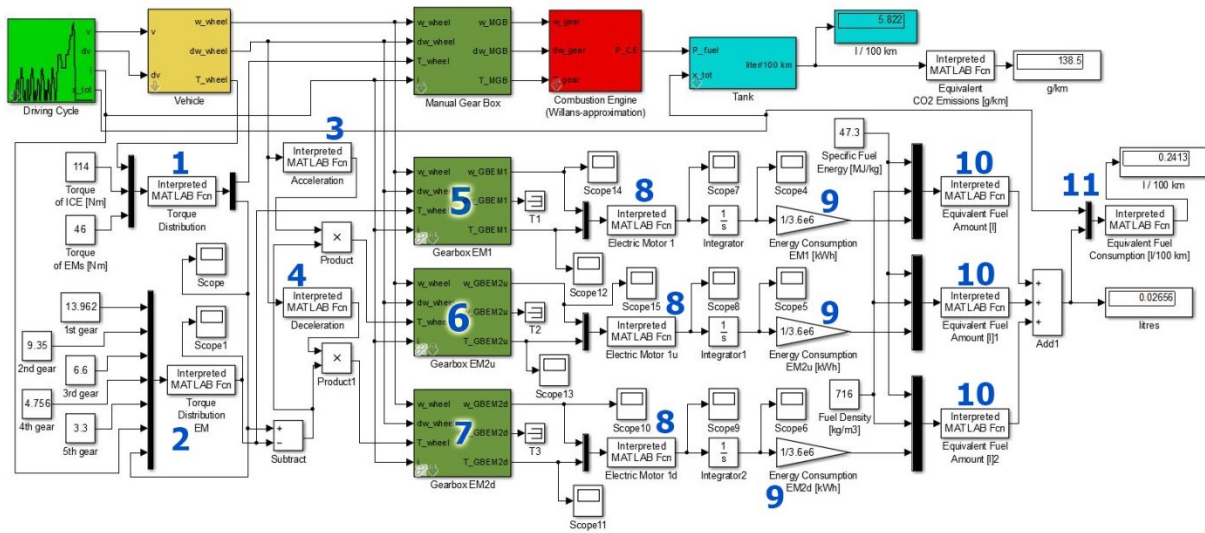 v
dv
i
x_tot
Driving Cycle
v
dv
w_wheel
dw_wheel
T_wheel
Vehicle
w_wheel
dw_wheel
T_wheel
i
w_MGB
dw_MGB
T_MGB
Manual Gear Box
w_gear
dw_gear
T_gear
P_CE
Combustion Engine
(Willans-approximation)
P_fuel
x_tot
liter/100 km
Tank
5.822
l / 100 km
Interpreted
MATLAB Fcn
Equivalent
CO2 Emissions [g/km]
138.5
g/km
114
Torque
of ICE [Nm]
46
Torque
of EMs [Nm]
1
Interpreted
MATLAB Fcn
Torque
Distribution
3
Interpreted
MATLAB Fcn
Acceleration
Scope
Scope1
×
Product
4
Interpreted
MATLAB Fcn
Deceleration
×
Product1
13.962
1st gear
9.35
2nd gear
6.6
3rd gear
4.756
4th gear
3.3
5th gear
Interpreted
MATLAB Fcn
Torque
Distribution
EM
2
+
−
Subtract
w_wheel
dw_wheel
T_wheel
i
5
w_GBEM1
w_GBEM1
T_GBEM1
Gearbox EM1
Scope14
T1
Scope12
8
Interpreted
MATLAB Fcn
Electric Motor 1
Scope7
1
s
Integrator
Scope4
9
1/3.6e6
Energy Consumption
EM1 [kWh]
47.3
Specific Fuel
Energy [MJ/kg]
10
Interpreted
MATLAB Fcn
Equivalent Fuel
Amount [l]
11
Interpreted
MATLAB Fcn
Equivalent Fuel
Consumption [l/100 km]
0.2413
l / 100 km
w_wheel
dw_wheel
T_wheel
i
6
w_GBEM2u
w_GBEM2u
T_GBEM2u
Gearbox EM2u
Scope15
T2
Scope13
8
Interpreted
MATLAB Fcn
Electric Motor 1u
Scope8
1
s
Integrator1
Scope5
9
1/3.6e6
Energy Consumption
EM2u [kWh]
10
Interpreted
MATLAB Fcn
Equivalent Fuel
Amount [l]1
+
+
+
Add1
0.02656
litres
w_wheel
dw_wheel
T_wheel
i
7
w_GBEM2d
w_GBEM2d
T_GBEM2d
Gearbox EM2d
Scope10
T3
Scope11
8
Interpreted
MATLAB Fcn
Electric Motor 1d
Scope9
1
s
Integrator2
Scope6
1/3.6e6
Energy Consumption
EM2d [kWh]
9
716
Fuel Density
[kg/m3]
10
Interpreted
MATLAB Fcn
Equivalent Fuel
Amount [l]2